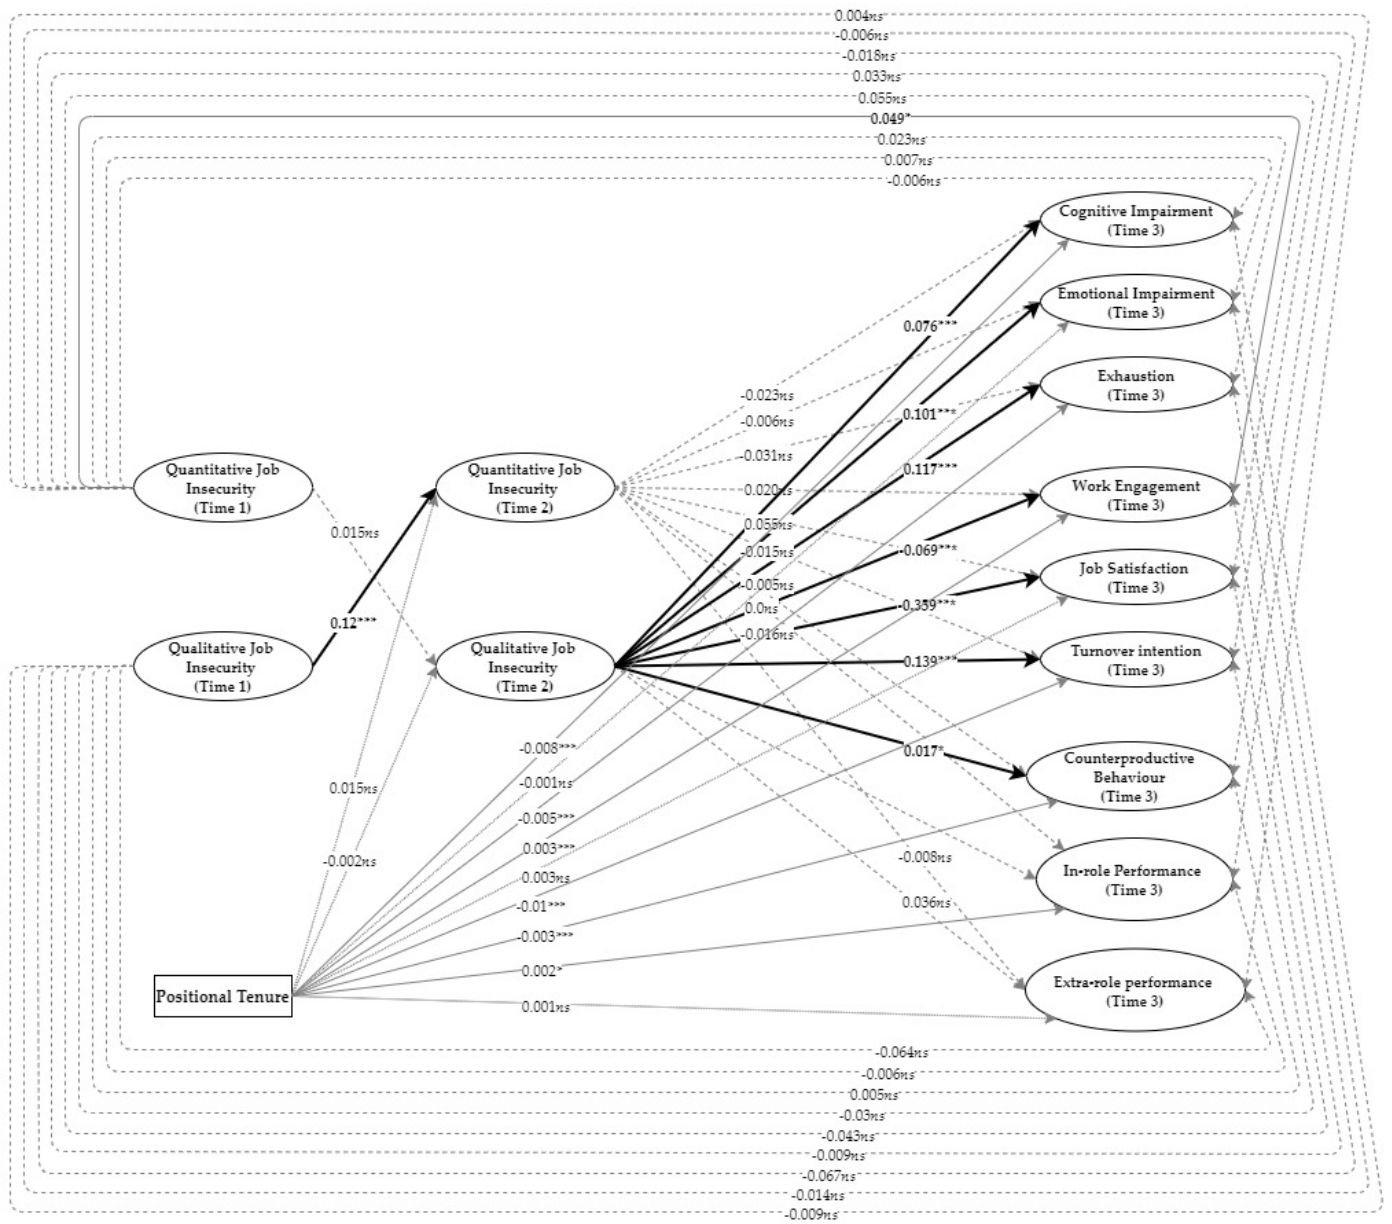 0.004ns
-0.006ns
-0.018ns
0.033ns
0.055ns
0.049*
0.023ns
0.007ns
-0.006ns
Cognitive Impairment
(Time 3)
Emotional Impairment
(Time 3)
0.076***
Exhaustion
(Time 3)
-0.023ns
0.101***
-0.006ns
-0.031ns
0.117***
Quantitative Job
Insecurity
(Time 1)
Quantitative Job
Insecurity
(Time 2)
0.020ns
Work Engagement
(Time 3)
0.055ns
0.015ns
-0.015ns
-0.069***
Job Satisfaction
(Time 3)
-0.005ns
0.0ns
-0.359***
0.12***
-0.016ns
Qualitative Job
Insecurity
(Time 1)
Qualitative Job
Insecurity
(Time 2)
0.139***
Turnover intention
(Time 3)
-0.008***
0.017*
Counterproductive
Behaviour
(Time 3)
-0.001ns
0.015ns
-0.005***
0.003***
-0.002ns
-0.008ns
0.003ns
In-role Performance
(Time 3)
-0.01***
0.036ns
-0.003***
0.002*
Positional Tenure
0.001ns
Extra-role performance
(Time 3)
-0.064ns
-0.006ns
0.005ns
-0.03ns
-0.043ns
-0.009ns
-0.067ns
-0.014ns
-0.009ns